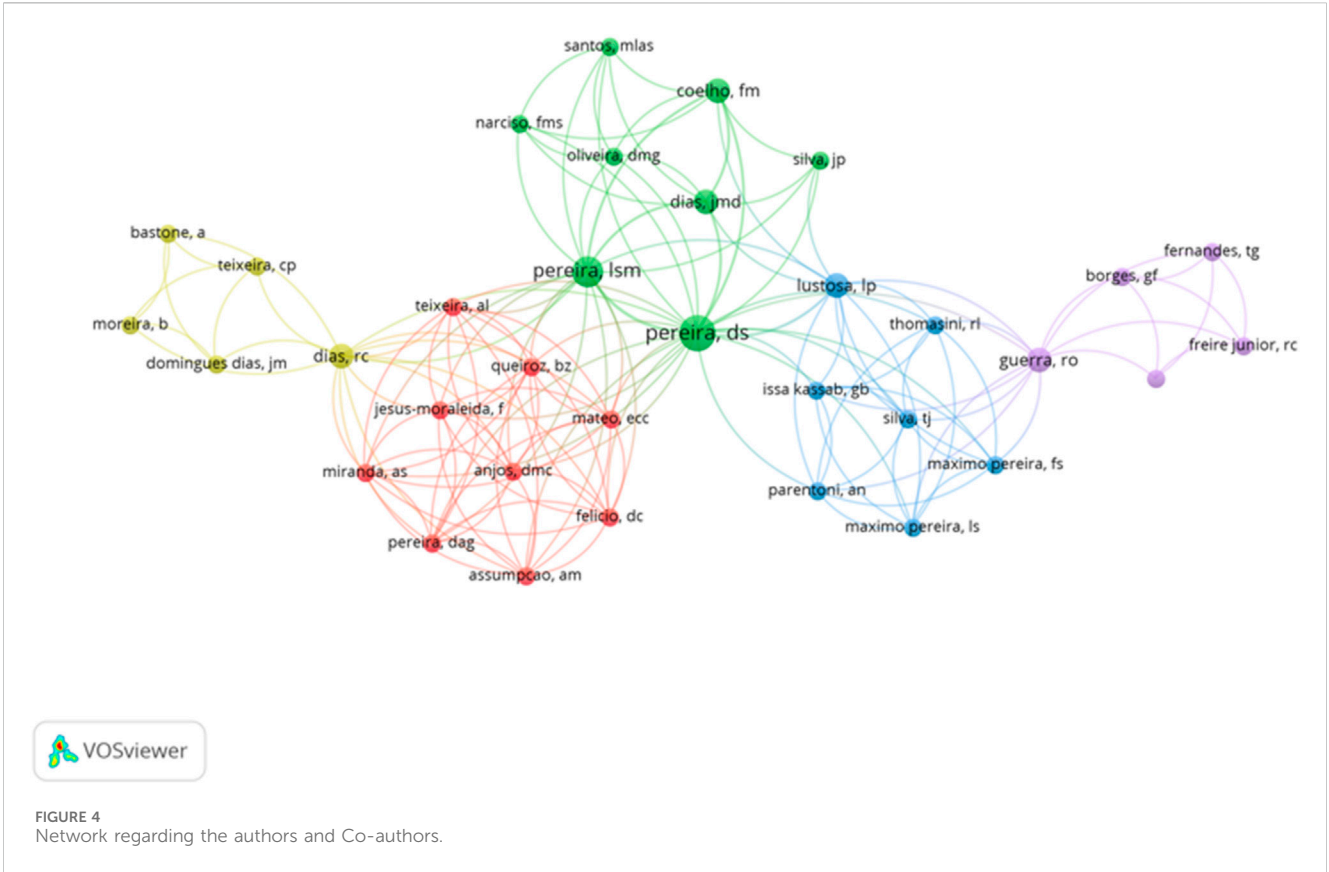 santos, mlas
coelho, fm
narciso, fms
oliveira, dmg
silva, jp
dias, jmd
bastone, a
teixeira, cp
fernandes, tg
borges, gf
pereira, lsm
lustosa, lp
teixeira, al
moreira, b
thomasini, rl
pereira, ds
freire junior, rc
domingues dias, jm
dias, rc
guerra, ro
queiroz, bz
issa kassab, gb
jesus-moraleida, f
mateo, ecc
silva, tj
miranda, as
anjos, dmc
maximo pereira, fs
parentoni, an
felicio, dc
maximo pereira, ls
pereira, dag
assumpcao, am
VOSviewer
FIGURE 4
Network regarding the authors and Co-authors.